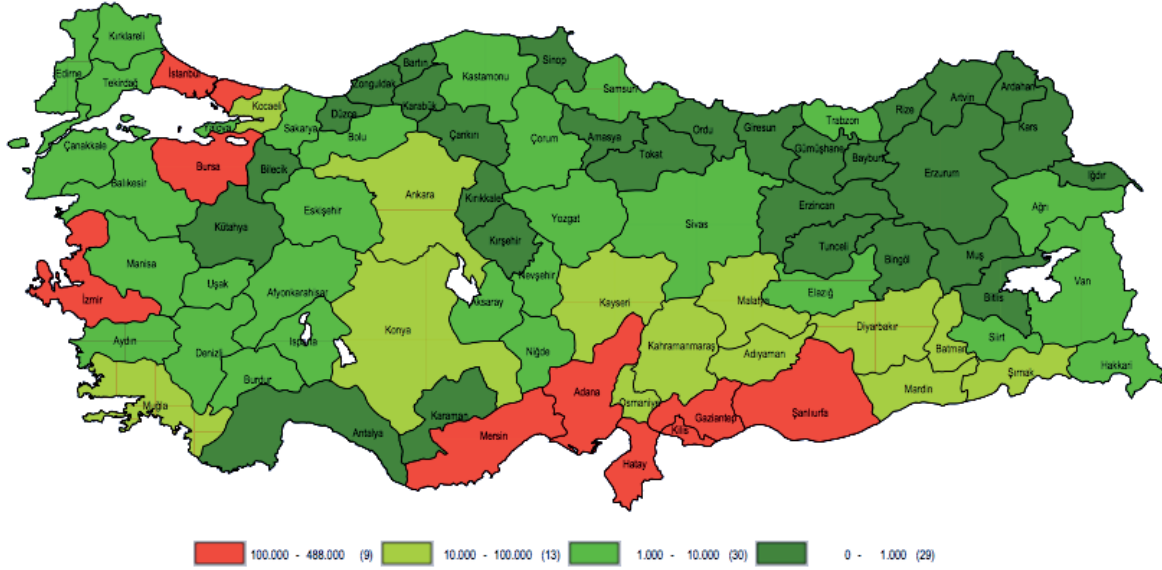 Kırklareli
Edirne
Tekirdağ
İstanbul
Kocaeli
Yalova
Sakarya
Düzce
Zonguldak
Bartın
Karabük
Kastamonu
Sinop
Samsun
Bolu
Çankırı
Çorum
Amasya
Tokat
Ordu
Giresun
Trabzon
Gümüşhane
Bayburt
Rize
Artvin
Ardahan
Kars
Çanakkale
Balıkesir
Bursa
Bilecik
Kütahya
Eskişehir
Ankara
Kırıkkale
Kırşehir
Yozgat
Sivas
Erzincan
Erzurum
Iğdır
Ağrı
Manisa
Uşak
Afyonkarahisar
Nevşehir
Aksaray
Kayseri
Malatya
Tunceli
Elazığ
Bingöl
Muş
Bitlis
Van
İzmir
Aydın
Denizli
Isparta
Burdur
Konya
Niğde
Kahramanmaraş
Adıyaman
Diyarbakır
Batman
Siirt
Şırnak
Hakkari
Mardin
Muğla
Antalya
Karaman
Mersin
Adana
Osmaniye
Gaziantep
Kilis
Şanlıurfa
Hatay
100.000 - 488.000 (9) 10.000 - 100.000 (13) 1.000 - 10.000 (30) 0 - 1.000 (29)